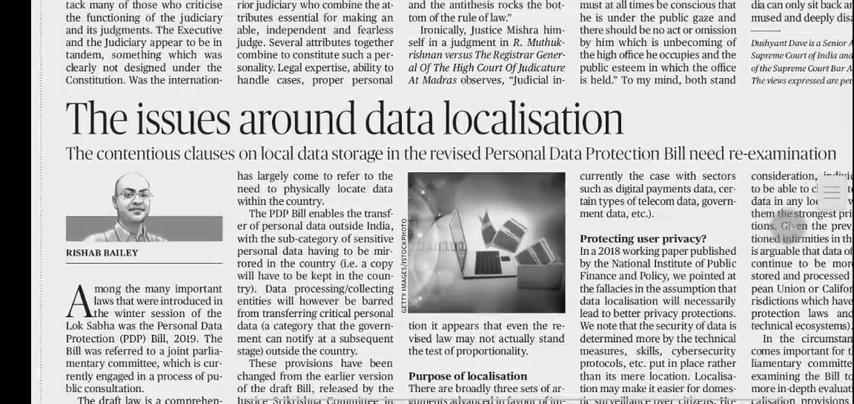 tack many of those who criticise
the functioning of the judiciary
and its judgments. The Executive
and the Judiciary appear to be in
tandem, something which was
clearly not designed under the
Constitution. Was the internation-
rior judiciary who combine the at-
tributes essential for making an
able, independent and fearless
judge. Several attributes together
combine to constitute such a per-
sonality. Legal expertise, ability to
handle cases, proper personal
and the antithesis rocks the bot-
tom of the rule of law."
Ironically, Justice Mishra him-
self in a judgment in R. Muthuk-
rishnan versus The Registrar Gener-
al Of The High Court Of Judicature
At Madras observes, "Judicial in-
must at all times be conscious that
he is under the public gaze and
there should be no act or omission
by him which is unbecoming of
the high office he occupies and the
public esteem in which the office
is held." To my mind, both stand
dia can only sit back an
mused and deeply disa
Dushyant Dave is a Senior A
Supreme Court of India and
of the Supreme Court Bar A
The views expressed are per
The issues around data localisation
The contentious clauses on local data storage in the revised Personal Data Protection Bill need re-examination
RISHAB BAILEY
Among the many important
laws that were introduced in
the winter session of the
Lok Sabha was the Personal Data
Protection (PDP) Bill, 2019. The
Bill was referred to a joint parlia-
mentary committee, which is cur-
rently engaged in a process of pu-
blic consultation.
The draft law is a comprehen-
has largely come to refer to the
need to physically locate data
within the country.
The PDP Bill enables the transf-
er of personal data outside India,
with the sub-category of sensitive
personal data having to be mir-
rored in the country (i.e. a copy
will have to be kept in the coun-
try). Data processing/collecting
entities will however be barred
from transferring critical personal
data (a category that the govern-
ment can notify at a subsequent
stage) outside the country.
These provisions have been
changed from the earlier version
of the draft Bill, released by the
Justice Srikrishna Committee in
GETTY IMAGES/ISTOCKPHOTO
tion it appears that even the re-
vised law may not actually stand
the test of proportionality.
Purpose of localisation
There are broadly three sets of ar-
guments advanced in favour of im-
currently the case with sectors
such as digital payments data, cer-
tain types of telecom data, govern-
ment data, etc.).
Protecting user privacy?
In a 2018 working paper published
by the National Institute of Public
Finance and Policy, we pointed at
the fallacies in the assumption that
data localisation will necessarily
lead to better privacy protections.
We note that the security of data is
determined more by the technical
measures, skills, cybersecurity
protocols, etc. put in place rather
than its mere location. Localisa-
tion may make it easier for domes-
tic surveillance over citizens. Ho-
consideration,
to be able to
data in any
them the strongest pri
tions. Given the prev
tioned infirmities in th
is arguable that data of
continue to be mor
stored and processed
pean Union or Califor
risdictions which have
protection laws and
technical ecosystems).
In the circumstan
comes important for t
liamentary committe
examining the Bill to
more in-depth evaluat
localisation provisions